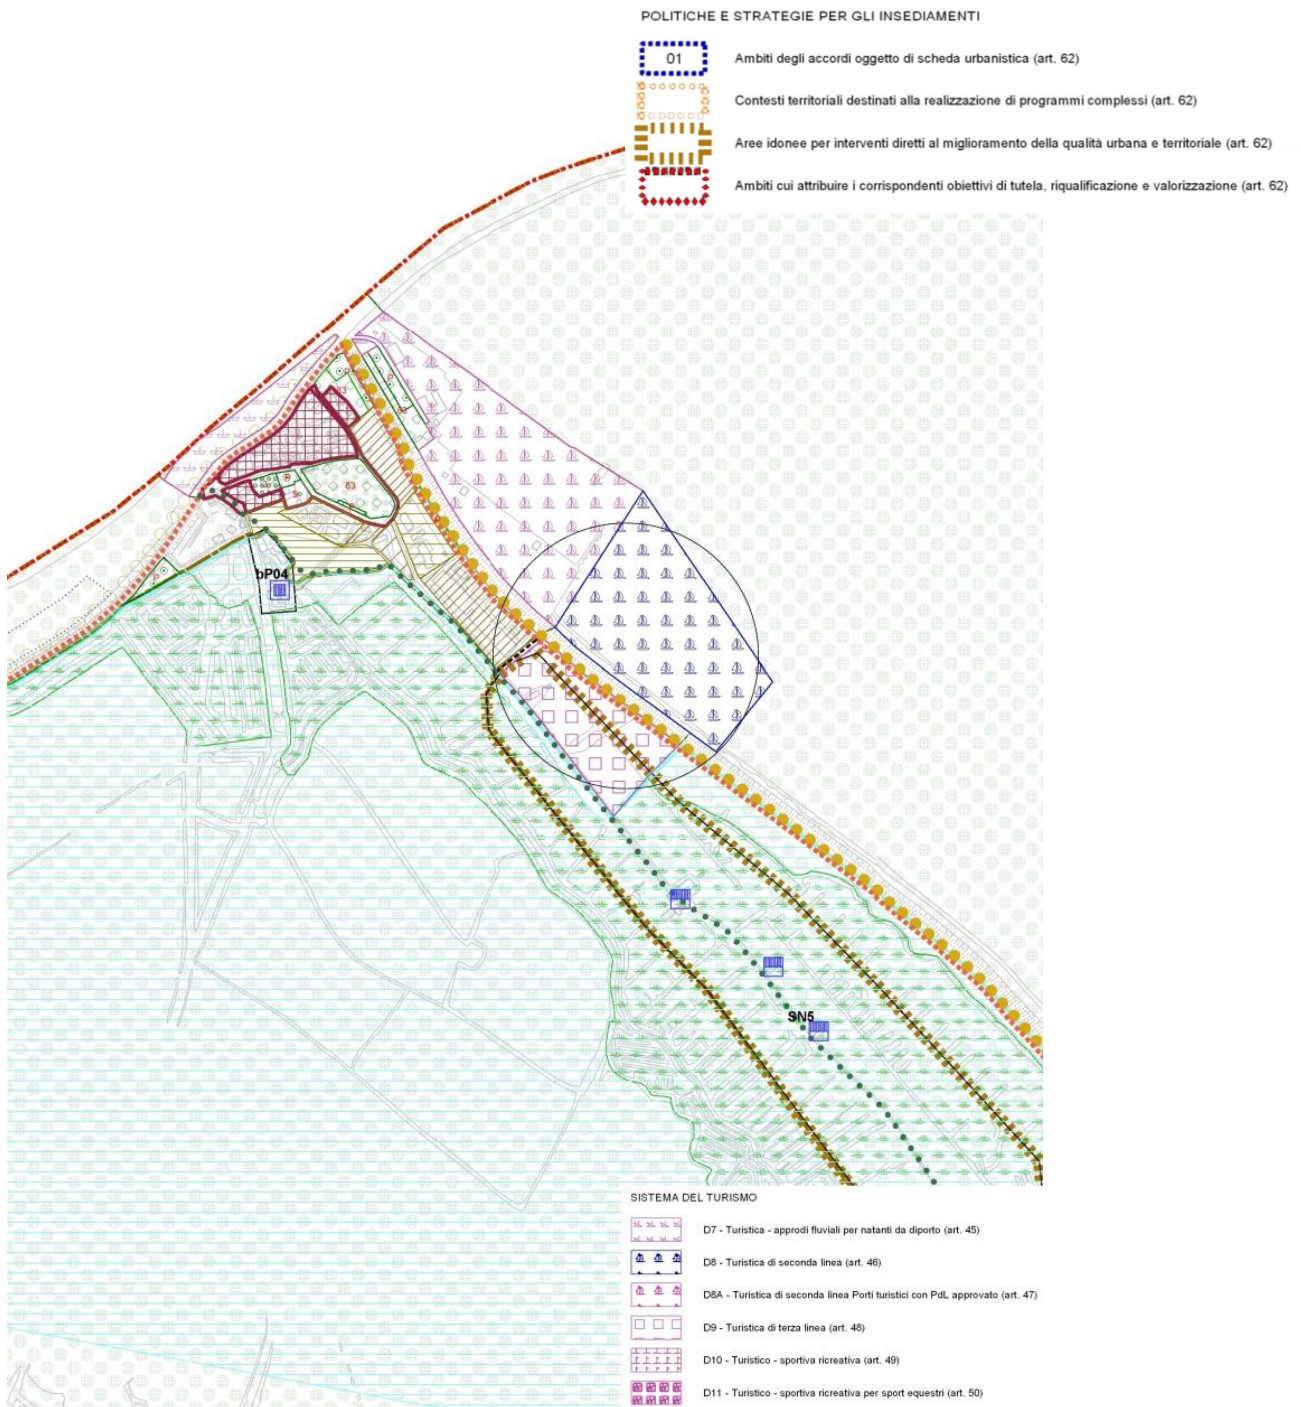 POLITICHE E STRATEGIE PER GLI INSEDIAMENTI
01
Ambiti degli accordi oggetto di scheda urbanistica (art. 62)
Contesti territoriali destinati alla realizzazione di programmi complessi (art. 62)
Aree idonee per interventi diretti al miglioramento della qualità urbana e territoriale (art. 62)
Ambiti cui attribuire i corrispondenti obiettivi di tutela, riqualificazione e valorizzazione (art. 62)
P
83
P
63
P
bP04
SN5
SISTEMA DEL TURISMO
D7 - Turistica - approdi fluviali per natanti da diporto (art. 45)
D8 - Turistica di seconda linea (art. 46)
D8A - Turistica di seconda linea Porti turistici con PdL approvato (art. 47)
D9 - Turistica di terza linea (art. 48)
D10 - Turistico - sportiva ricreativa (art. 49)
D11 - Turistico - sportiva ricreativa per sport equestri (art. 50)